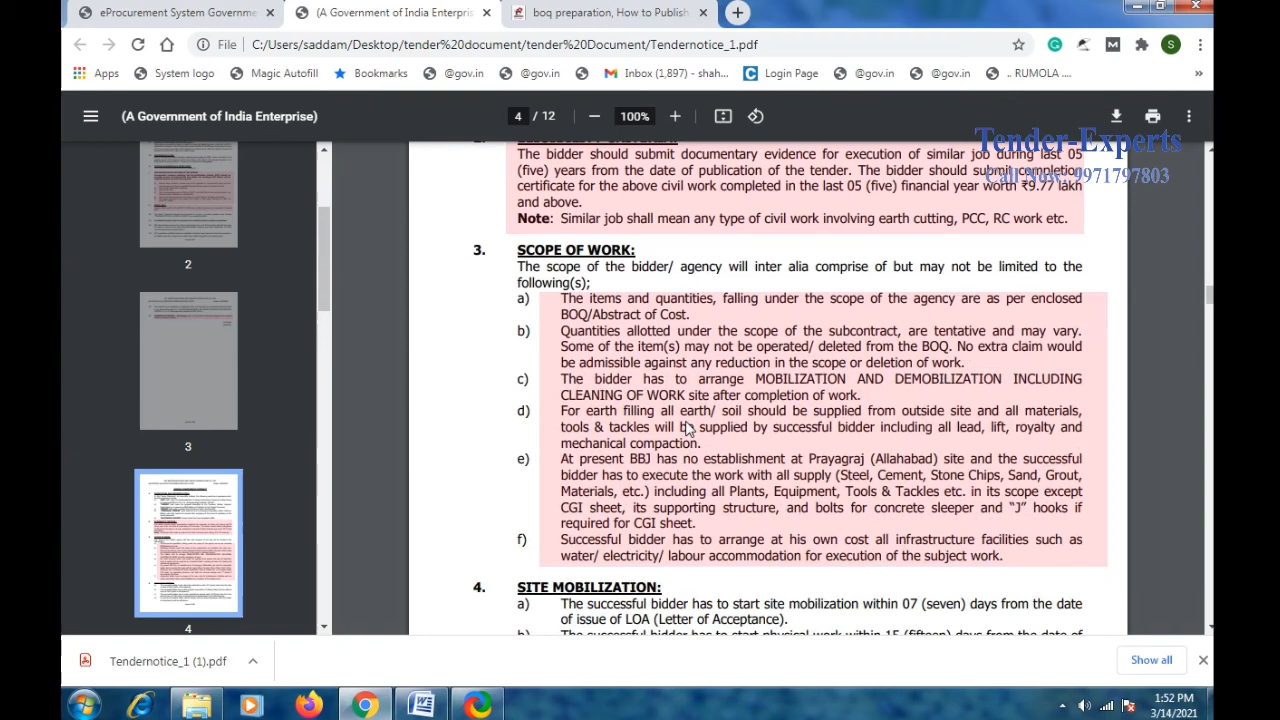 eProcurement System Governme
(A Government of India Enterpris
boq preparation, How to Publish
File
C:/Users/saddam/Desktop/tender%20document/tender%20Document/Tendernotice_1.pdf
S
Apps
System logo
Magic Autofill
Bookmarks
@gov.in
@gov.in
Inbox (1,897) - shah...
Login Page
@gov.in
@gov.in
.. RUMOLA ....
»
(A Government of India Enterprise)
4 / 12
100%
Tender-Experts
Call Now: 9971797803
2
3
4
The bidder should submit documentary evidence for execution of similar job during last 05
(five) years from date of publication of the tender. The bidder should submit
certificate for the above civil work completed in the last financial year worth ₹9.77 lakh
and above.
Note: Similar job shall mean any type of civil work involving earth cutting, PCC, RC work etc.
3. SCOPE OF WORK:
The scope of the bidder/ agency will inter alia comprise of but may not be limited to the
following(s);
a) The items and quantities, falling under the scope of the agency are as per enclosed
BOQ/Abstract of Cost.
b) Quantities allotted under the scope of the subcontract, are tentative and may vary.
Some of the item(s) may not be operated/ deleted from the BOQ. No extra claim would
be admissible against any reduction in the scope or deletion of work.
c) The bidder has to arrange MOBILIZATION AND DEMOBILIZATION INCLUDING
CLEANING OF WORK site after completion of work.
d) For earth filling all earth/ soil should be supplied from outside site and all materials,
tools & tackles will be supplied by successful bidder including all lead, lift, royalty and
mechanical compaction.
e) At present BBJ has no establishment at Prayagraj (Allahabad) site and the successful
bidder has to execute the work with all supply (Steel, Cement, Stone Chips, Sand, Grout,
Materials etc.) including all Plants, Equipment, Tools & Tackles etc. in its scope except
CGI sheet, its supporting structure, and bolts for concrete sleeper and "J" hooks if
required for CGI sheet.
f) Successful bidder has to arrange at his own cost all infrastructure facilities such as
water/ electricity/ labor accommodation for execution of the subject work.
4. SITE MOBILIZATION:
a) The successful bidder has to start site mobilization within 07 (seven) days from the date
of issue of LOA (Letter of Acceptance).
b) The successful bidder has to start physical work within 15 (fifteen) days from the date of
Tendernotice_1 (1).pdf
Show all
1:52 PM
3/14/2021